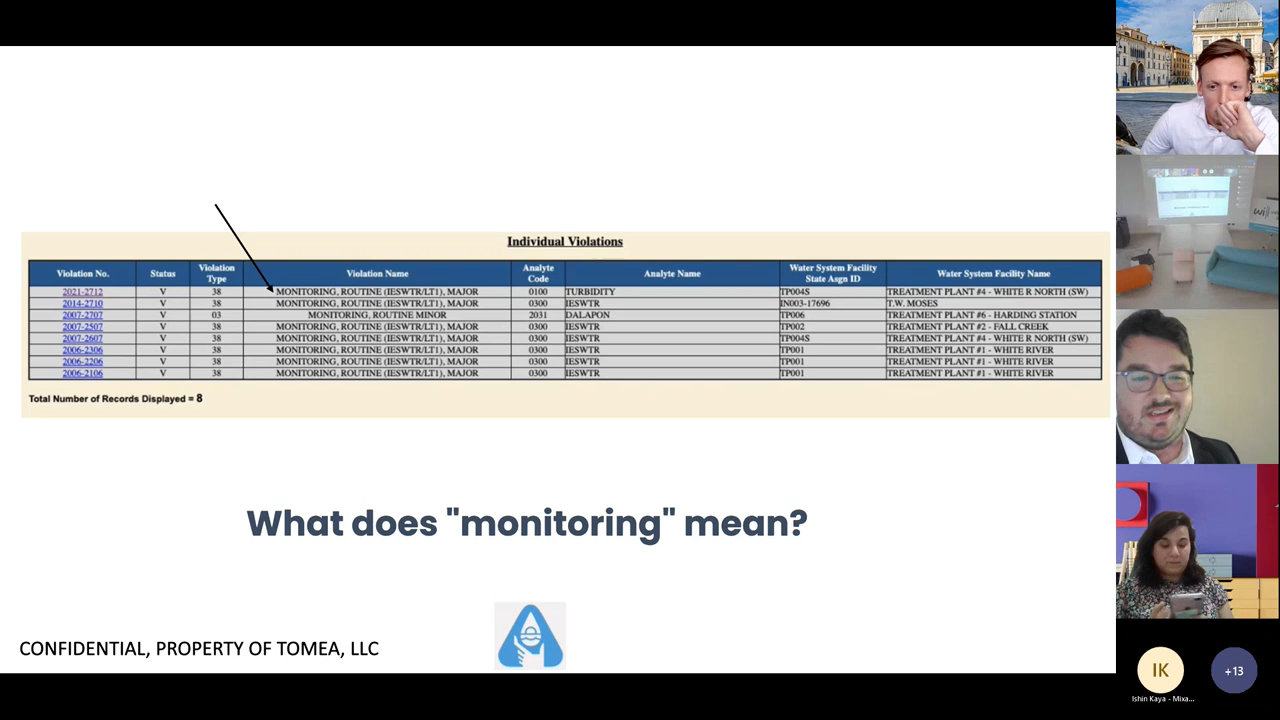 Individual Violations
Violation No. Status Violation Type Violation Name Analyte Code Analyte Name Water System Facility State Asgn ID Water System Facility Name
2021-2712 V 38 MONITORING, ROUTINE (IESWTR/LT1), MAJOR 0100 TURBIDITY TP004S TREATMENT PLANT #4 - WHITE R NORTH (SW)
2014-2710 V 38 MONITORING, ROUTINE (IESWTR/LT1), MAJOR 0300 IESWTR IN003-17696 T.W. MOSES
2007-2707 V 03 MONITORING, ROUTINE MINOR 2031 DALAPON TP006 TREATMENT PLANT #6 - HARDING STATION
2007-2507 V 38 MONITORING, ROUTINE (IESWTR/LT1), MAJOR 0300 IESWTR TP002 TREATMENT PLANT #2 - FALL CREEK
2007-2607 V 38 MONITORING, ROUTINE (IESWTR/LT1), MAJOR 0300 IESWTR TP004S TREATMENT PLANT #4 - WHITE R NORTH (SW)
2006-2306 V 38 MONITORING, ROUTINE (IESWTR/LT1), MAJOR 0300 IESWTR TP001 TREATMENT PLANT #1 - WHITE RIVER
2006-2206 V 38 MONITORING, ROUTINE (IESWTR/LT1), MAJOR 0300 IESWTR TP001 TREATMENT PLANT #1 - WHITE RIVER
2006-2106 V 38 MONITORING, ROUTINE (IESWTR/LT1), MAJOR 0300 IESWTR TP001 TREATMENT PLANT #1 - WHITE RIVER
Total Number of Records Displayed = 8
What does "monitoring" mean?
CONFIDENTIAL, PROPERTY OF TOMEA, LLC
IK
+13
Ishin Kaya - Mixa...